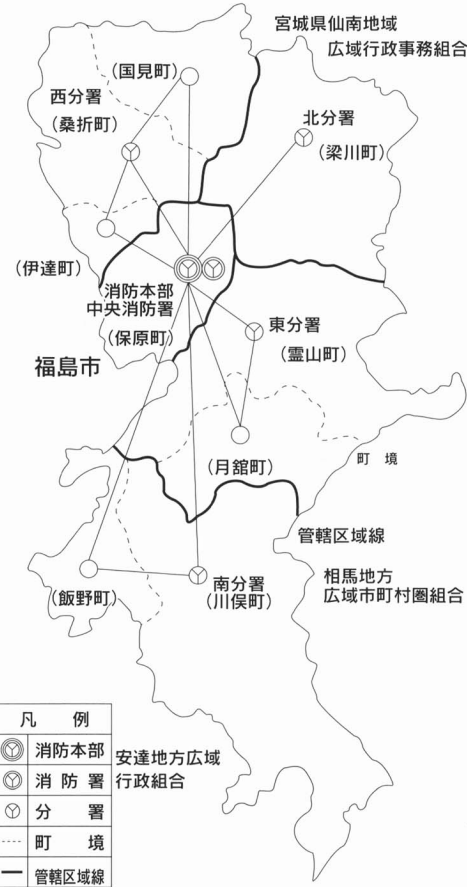 宮城県仙南地域
広域行政事務組合
(国見町)
西分署
(桑折町)
北分署
(梁川町)
(伊達町)
消防本部
中央消防署
(保原町)
東分署
(霊山町)
福島市
(月舘町)
町 境
管轄区域線
相馬地方
広域市町村圏組合
(飯野町)
南分署
(川俣町)
凡 例
消防本部
消 防 署
分 署
町 境
管轄区域線
安達地方広域
行政組合